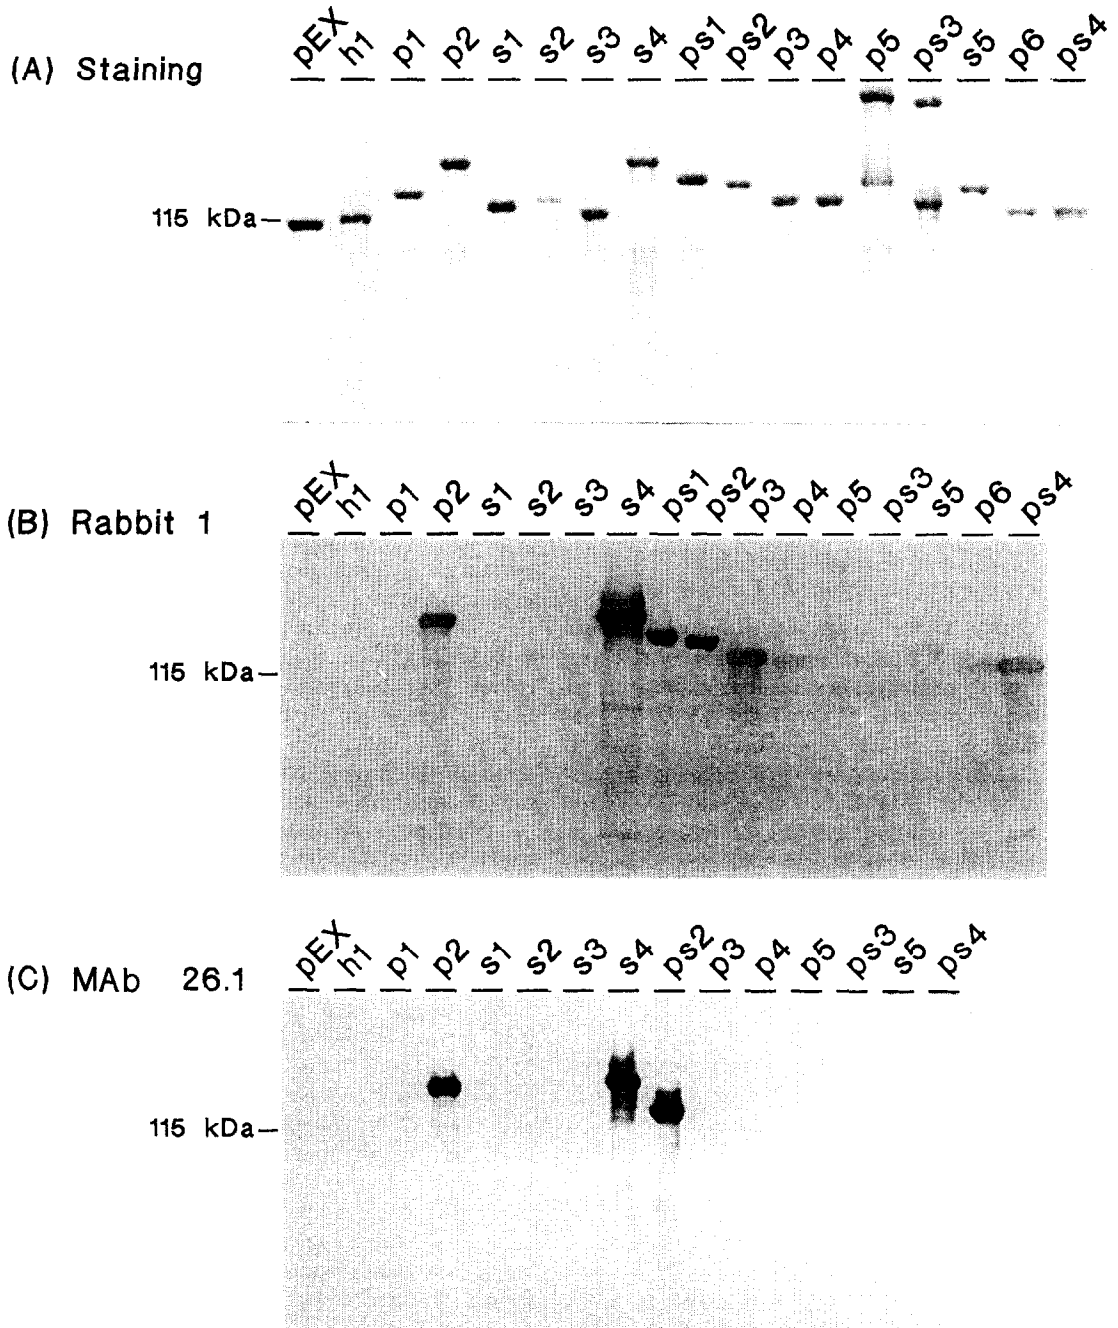 (A) Staining
pEX h1 p1 p2 s1 s2 s3 s4 ps1 ps2 p3 p4 p5 ps3 s5 p6 ps4
115 kDa
(B) Rabbit 1
pEX h1 p1 p2 s1 s2 s3 s4 ps1 ps2 p3 p4 p5 ps3 s5 p6 ps4
115 kDa
(C) MAb 26.1
pEX h1 p1 p2 s1 s2 s3 s4 ps2 p3 p4 p5 ps3 s5 ps4
115 kDa